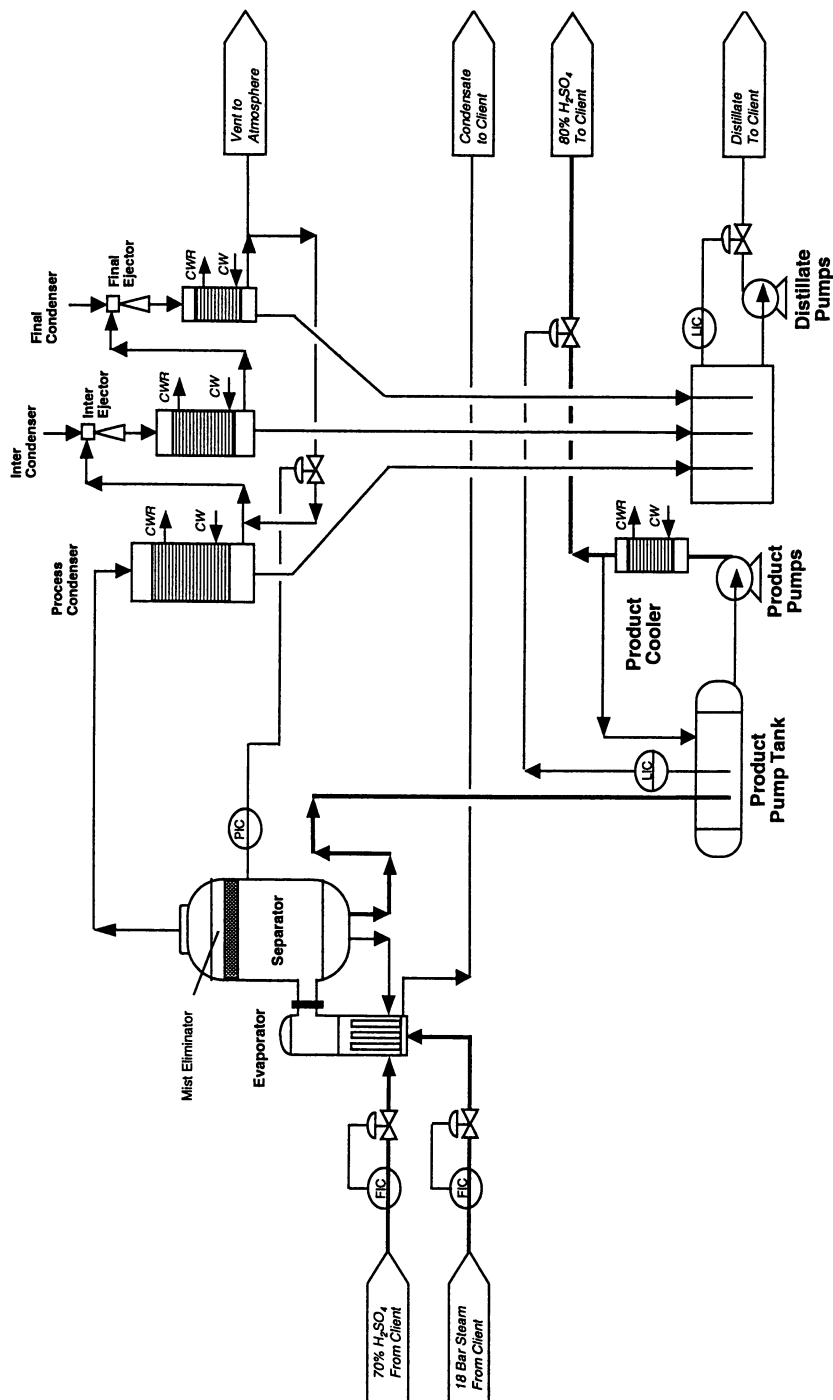 Vent to
Atmosphere
Condensate
to Client
80% H₂SO₄
To Client
Distillate
To Client
Final
Condenser
Final
Ejector
CWR
CW
Inter
Condenser
Inter
Ejector
CWR
CW
Process
Condenser
CWR
CW
LIC
Distillate
Pumps
CWR
CW
Product
Cooler
Product
Pumps
PIC
LIC
Product
Pump Tank
Mist Eliminator
Separator
Evaporator
FIC
FIC
70% H₂SO₄
From Client
18 Bar Steam
From Client